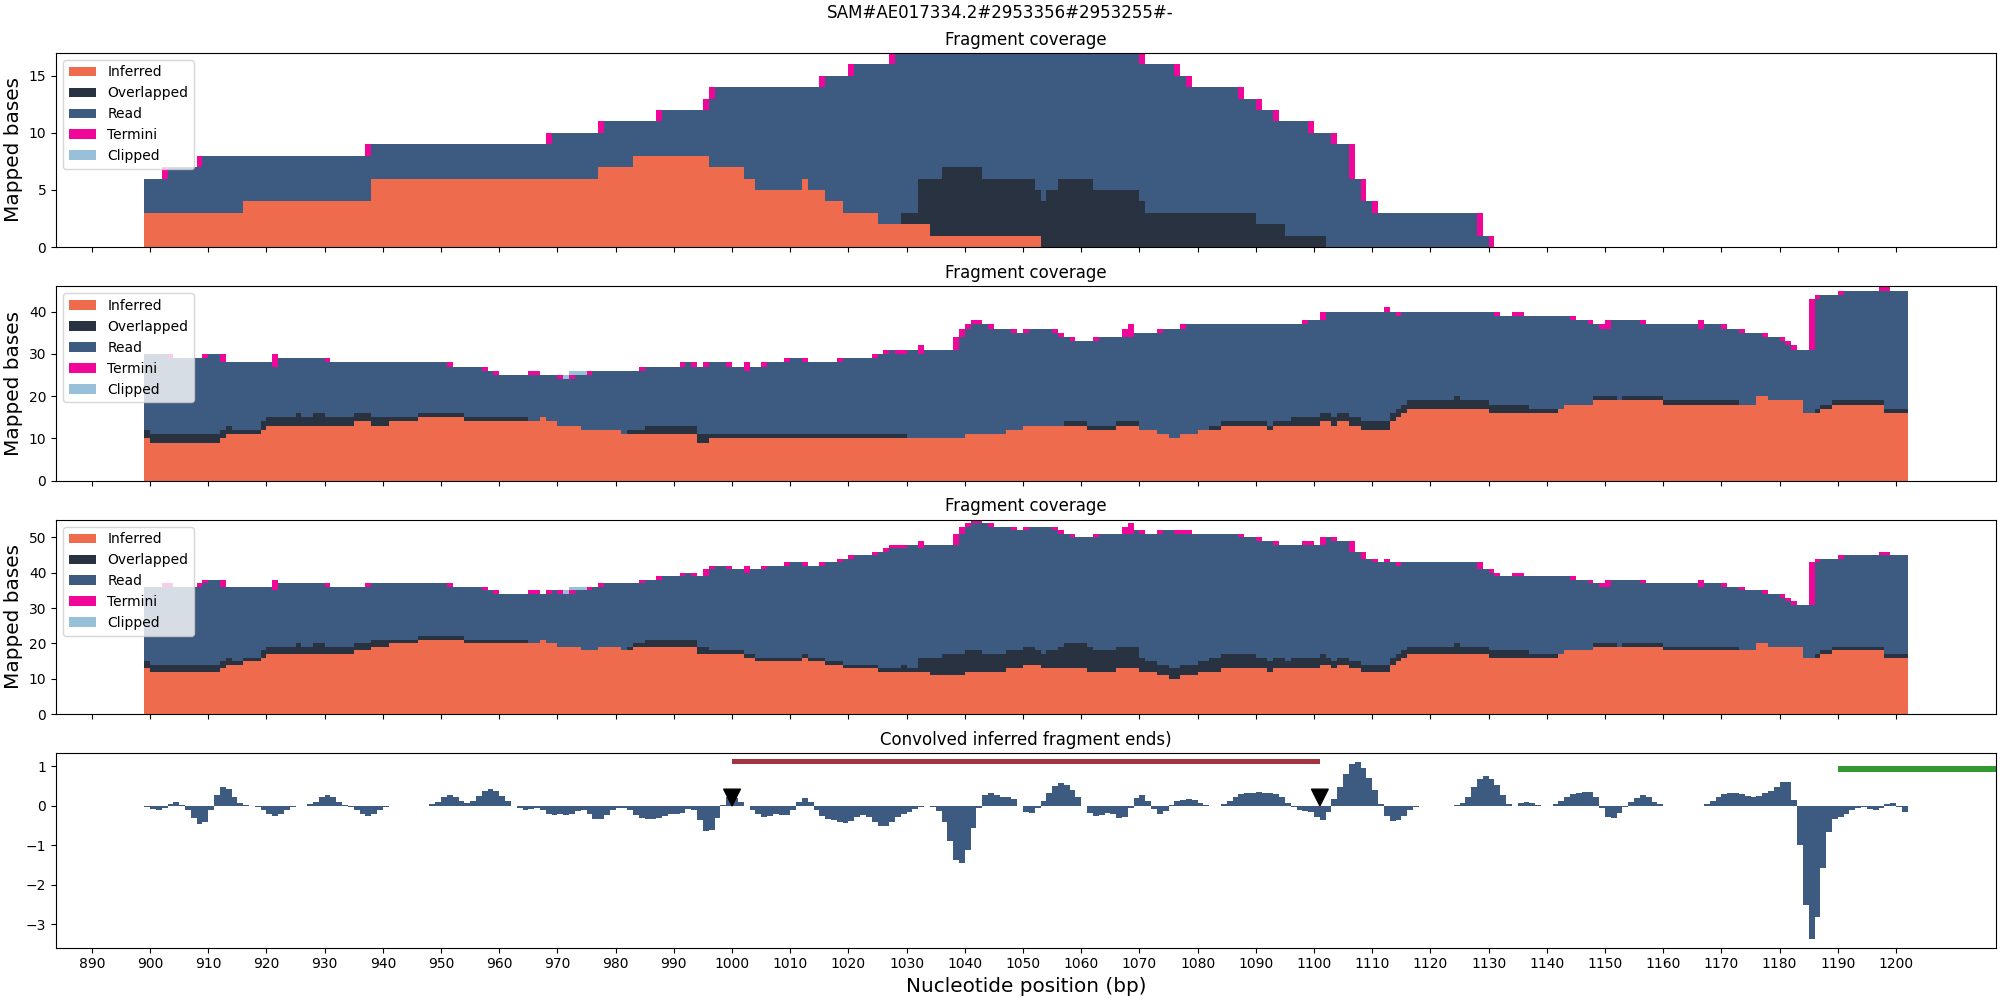 SAM#AE017334.2#2953356#2953255#-
Fragment coverage
Mapped bases
15
10
5
0
Inferred
Overlapped
Read
Termini
Clipped
Fragment coverage
Mapped bases
40
30
20
10
0
Inferred
Overlapped
Read
Termini
Clipped
Fragment coverage
Mapped bases
50
40
30
20
10
0
Inferred
Overlapped
Read
Termini
Clipped
Convolved inferred fragment ends)
1
0
−1
−2
−3
890 900 910 920 930 940 950 960 970 980 990 1000 1010 1020 1030 1040 1050 1060 1070 1080 1090 1100 1110 1120 1130 1140 1150 1160 1170 1180 1190 1200
Nucleotide position (bp)